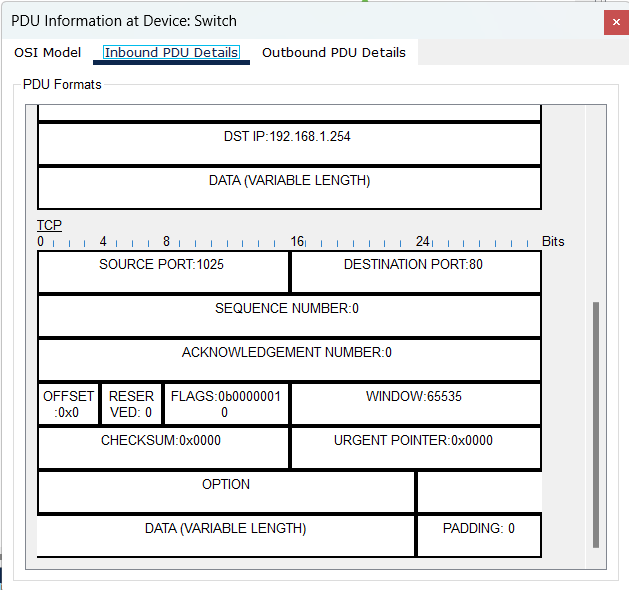 PDU Information at Device: Switch
×
OSI Model Inbound PDU Details Outbound PDU Details
PDU Formats
DST IP:192.168.1.254
DATA (VARIABLE LENGTH)
TCP
0 4 8 16 24 Bits
SOURCE PORT:1025 DESTINATION PORT:80
SEQUENCE NUMBER:0
ACKNOWLEDGEMENT NUMBER:0
OFFSET RESER FLAGS:0b0000001 WINDOW:65535
:0x0 VED: 0 0
CHECKSUM:0x0000 URGENT POINTER:0x0000
OPTION
DATA (VARIABLE LENGTH) PADDING: 0